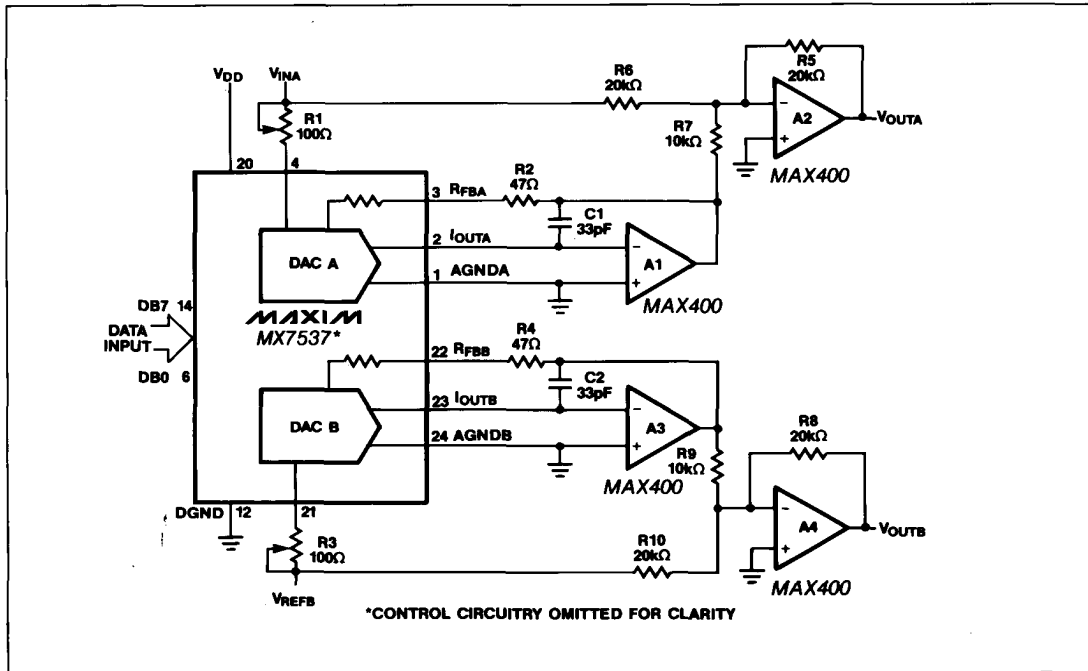 VDD
VINA
R1
100Ω
20
4
R6
20kΩ
R5
20kΩ
R7
10kΩ
-
+
A2
VOUTA
MAX400
3 RFBA
R2
47Ω
C1
33pF
2 IOUTA
1 AGNDA
-
+
A1
MAX400
DAC A
MAXIM
MX7537*
DB7 14
DATA
INPUT
DB0 6
22 RFBB
R4
47Ω
C2
33pF
23 IOUTB
24 AGNDB
-
+
A3
MAX400
DAC B
R9
10kΩ
R8
20kΩ
-
+
A4
VOUTB
MAX400
DGND 12
21
R3
100Ω
R10
20kΩ
VREFB
*CONTROL CIRCUITRY OMITTED FOR CLARITY